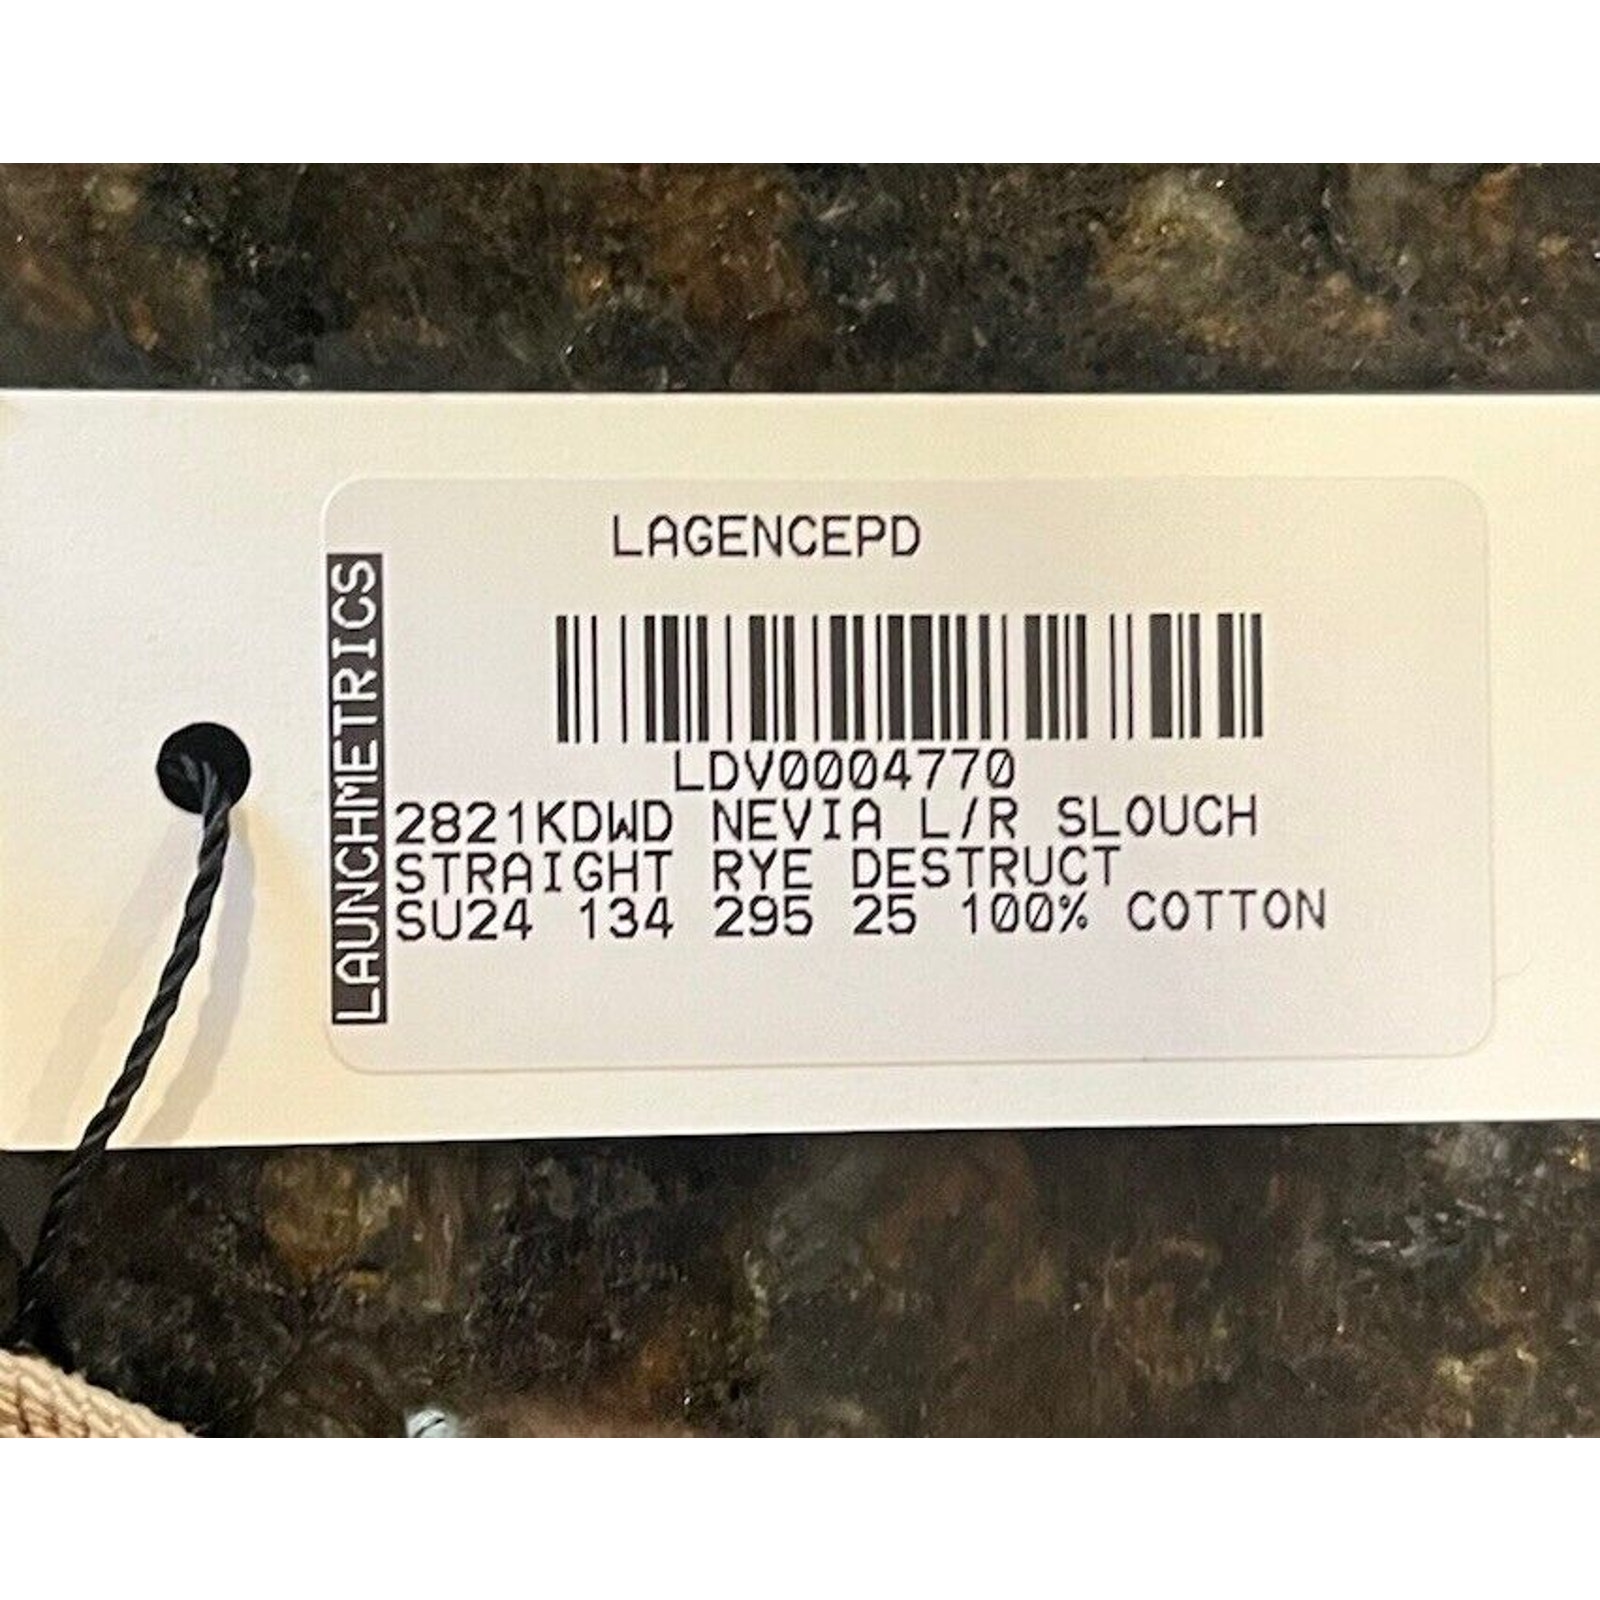 LAGENCEPD
LAUNCHMETRICS
LDV0004770
2821KDWD NEVIA L/R SLOUCH
STRAIGHT RYE DESTRUCT
SU24 134 295 25 100% COTTON